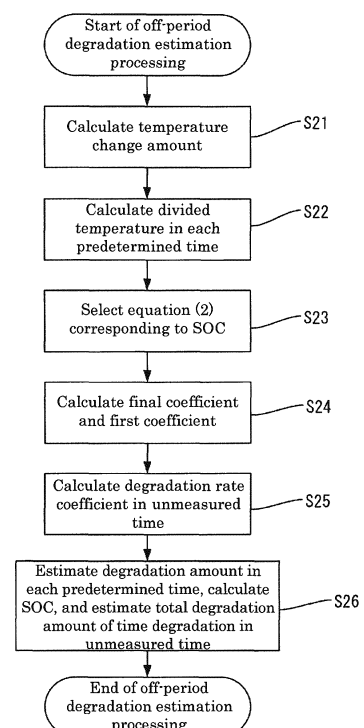 Start of off-period
degradation estimation
processing
Calculate temperature
change amount
S21
Calculate divided
temperature in each
predetermined time
S22
Select equation (2)
corresponding to SOC
S23
Calculate final coefficient
and first coefficient
S24
Calculate degradation rate
coefficient in unmeasured
time
S25
Estimate degradation amount in
each predetermined time, calculate
SOC, and estimate total degradation
amount of time degradation in
unmeasured time
S26
End of off-period
degradation estimation
processing